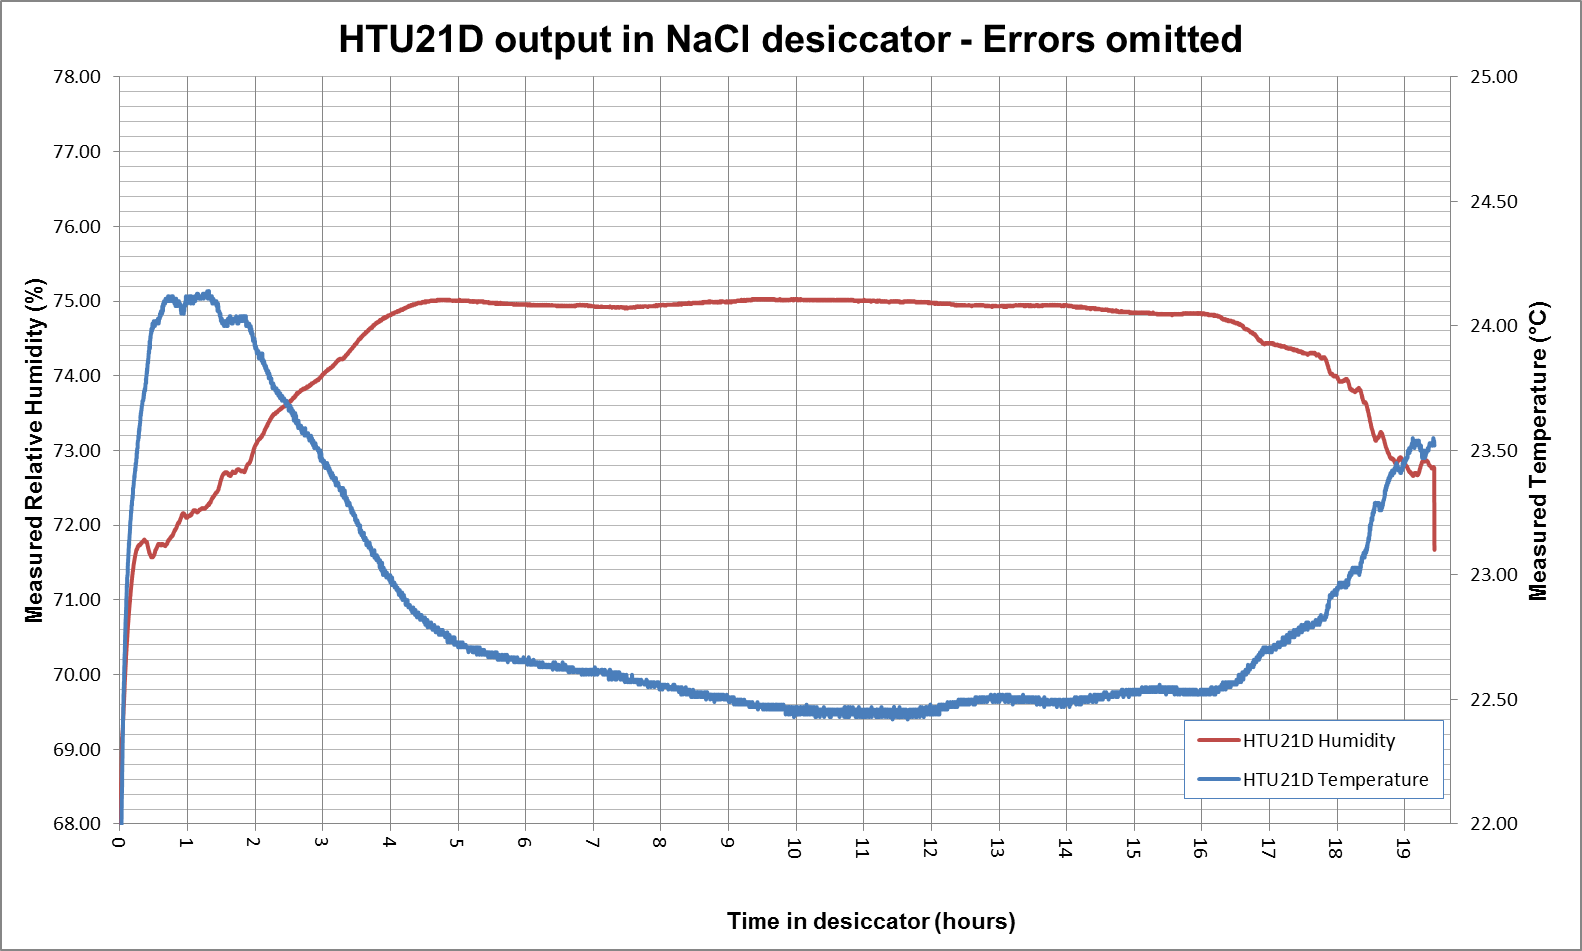 HTU21D output in NaCl desiccator - Errors omitted
78.00
77.00
76.00
75.00
74.00
73.00
72.00
71.00
70.00
69.00
68.00
Measured Relative Humidity (%)
25.00
24.50
24.00
23.50
23.00
22.50
22.00
Measured Temperature (°C)
HTU21D Humidity
HTU21D Temperature
0 1 2 3 4 5 6 7 8 9 10 11 12 13 14 15 16 17 18 19
Time in desiccator (hours)